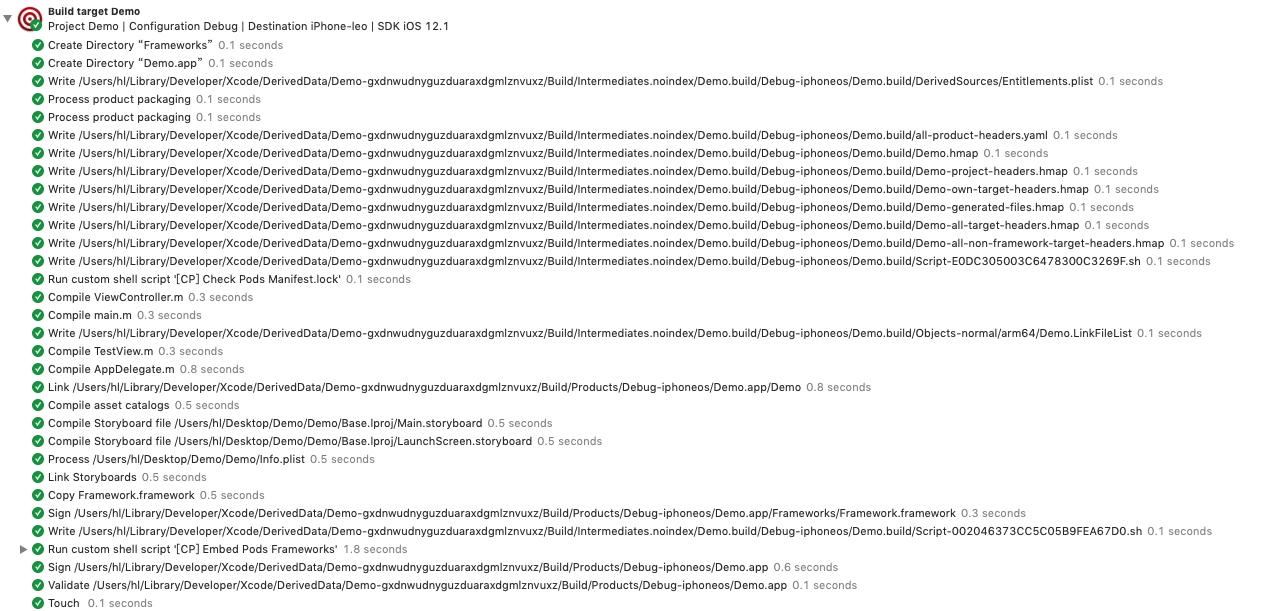 Build target Demo
Project Demo | Configuration Debug | Destination iPhone-leo | SDK iOS 12.1
Create Directory “Frameworks” 0.1 seconds
Create Directory “Demo.app” 0.1 seconds
Write /Users/hl/Library/Developer/Xcode/DerivedData/Demo-gxdnwudnyguzduaraxdgmlznvuxz/Build/Intermediates.noindex/Demo.build/Debug-iphoneos/Demo.build/DerivedSources/Entitlements.plist 0.1 seconds
Process product packaging 0.1 seconds
Process product packaging 0.1 seconds
Write /Users/hl/Library/Developer/Xcode/DerivedData/Demo-gxdnwudnyguzduaraxdgmlznvuxz/Build/Intermediates.noindex/Demo.build/Debug-iphoneos/Demo.build/all-product-headers.yaml 0.1 seconds
Write /Users/hl/Library/Developer/Xcode/DerivedData/Demo-gxdnwudnyguzduaraxdgmlznvuxz/Build/Intermediates.noindex/Demo.build/Debug-iphoneos/Demo.build/Demo.hmap 0.1 seconds
Write /Users/hl/Library/Developer/Xcode/DerivedData/Demo-gxdnwudnyguzduaraxdgmlznvuxz/Build/Intermediates.noindex/Demo.build/Debug-iphoneos/Demo.build/Demo-project-headers.hmap 0.1 seconds
Write /Users/hl/Library/Developer/Xcode/DerivedData/Demo-gxdnwudnyguzduaraxdgmlznvuxz/Build/Intermediates.noindex/Demo.build/Debug-iphoneos/Demo.build/Demo-own-target-headers.hmap 0.1 seconds
Write /Users/hl/Library/Developer/Xcode/DerivedData/Demo-gxdnwudnyguzduaraxdgmlznvuxz/Build/Intermediates.noindex/Demo.build/Debug-iphoneos/Demo.build/Demo-generated-files.hmap 0.1 seconds
Write /Users/hl/Library/Developer/Xcode/DerivedData/Demo-gxdnwudnyguzduaraxdgmlznvuxz/Build/Intermediates.noindex/Demo.build/Debug-iphoneos/Demo.build/Demo-all-target-headers.hmap 0.1 seconds
Write /Users/hl/Library/Developer/Xcode/DerivedData/Demo-gxdnwudnyguzduaraxdgmlznvuxz/Build/Intermediates.noindex/Demo.build/Debug-iphoneos/Demo.build/Demo-all-non-framework-target-headers.hmap 0.1 seconds
Write /Users/hl/Library/Developer/Xcode/DerivedData/Demo-gxdnwudnyguzduaraxdgmlznvuxz/Build/Intermediates.noindex/Demo.build/Debug-iphoneos/Demo.build/Script-E0DC305003C6478300C3269F.sh 0.1 seconds
Run custom shell script '[CP] Check Pods Manifest.lock' 0.1 seconds
Compile ViewController.m 0.3 seconds
Compile main.m 0.3 seconds
Write /Users/hl/Library/Developer/Xcode/DerivedData/Demo-gxdnwudnyguzduaraxdgmlznvuxz/Build/Intermediates.noindex/Demo.build/Debug-iphoneos/Demo.build/Objects-normal/arm64/Demo.LinkFileList 0.1 seconds
Compile TestView.m 0.3 seconds
Compile AppDelegate.m 0.8 seconds
Link /Users/hl/Library/Developer/Xcode/DerivedData/Demo-gxdnwudnyguzduaraxdgmlznvuxz/Build/Products/Debug-iphoneos/Demo.app/Demo 0.8 seconds
Compile asset catalogs 0.5 seconds
Compile Storyboard file /Users/hl/Desktop/Demo/Demo/Base.lproj/Main.storyboard 0.5 seconds
Compile Storyboard file /Users/hl/Desktop/Demo/Demo/Base.lproj/LaunchScreen.storyboard 0.5 seconds
Process /Users/hl/Desktop/Demo/Demo/Info.plist 0.5 seconds
Link Storyboards 0.5 seconds
Copy Framework.framework 0.5 seconds
Sign /Users/hl/Library/Developer/Xcode/DerivedData/Demo-gxdnwudnyguzduaraxdgmlznvuxz/Build/Products/Debug-iphoneos/Demo.app/Frameworks/Framework.framework 0.3 seconds
Write /Users/hl/Library/Developer/Xcode/DerivedData/Demo-gxdnwudnyguzduaraxdgmlznvuxz/Build/Intermediates.noindex/Demo.build/Debug-iphoneos/Demo.build/Script-002046373CC5C05B9FEA67D0.sh 0.1 seconds
Run custom shell script '[CP] Embed Pods Frameworks' 1.8 seconds
Sign /Users/hl/Library/Developer/Xcode/DerivedData/Demo-gxdnwudnyguzduaraxdgmlznvuxz/Build/Products/Debug-iphoneos/Demo.app 0.6 seconds
Validate /Users/hl/Library/Developer/Xcode/DerivedData/Demo-gxdnwudnyguzduaraxdgmlznvuxz/Build/Products/Debug-iphoneos/Demo.app 0.1 seconds
Touch 0.1 seconds